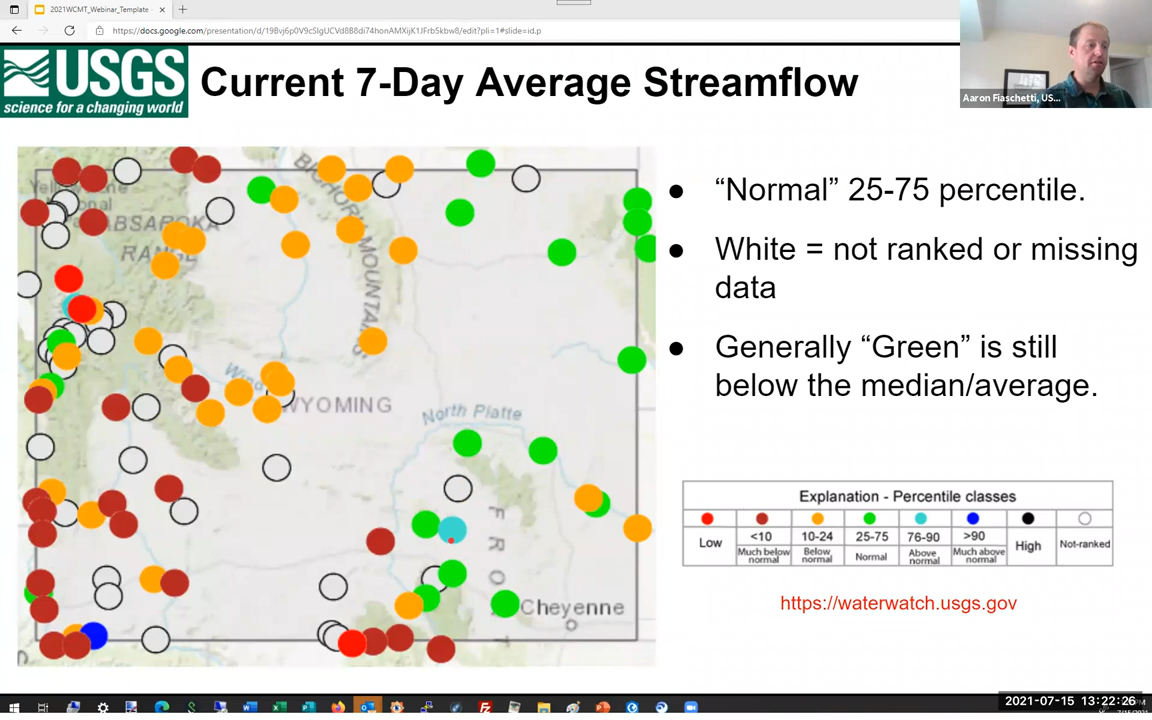 2021WCMT_Webinar_Template -
https://docs.google.com/presentation/d/19Bvj6p0V9cSIgUCVd8B8di74honAMXijK1JFrb5kbw8/edit?pli=1#slide=id.p
USGS
science for a changing world
Current 7-Day Average Streamflow
Aaron Fiaschetti, US...
BIGHORN MOUNTAINS
ABSAROKA
RANGE
Wind
WYOMING
North Platte
FRONT
Cheyenne
● “Normal” 25-75 percentile.
● White = not ranked or missing
data
● Generally “Green” is still
below the median/average.
Explanation - Percentile classes
Low <10 10-24 25-75 76-90 >90 High Not-ranked
Much below normal Below normal Normal Above normal Much above normal
https://waterwatch.usgs.gov
2021-07-15 13:22:26